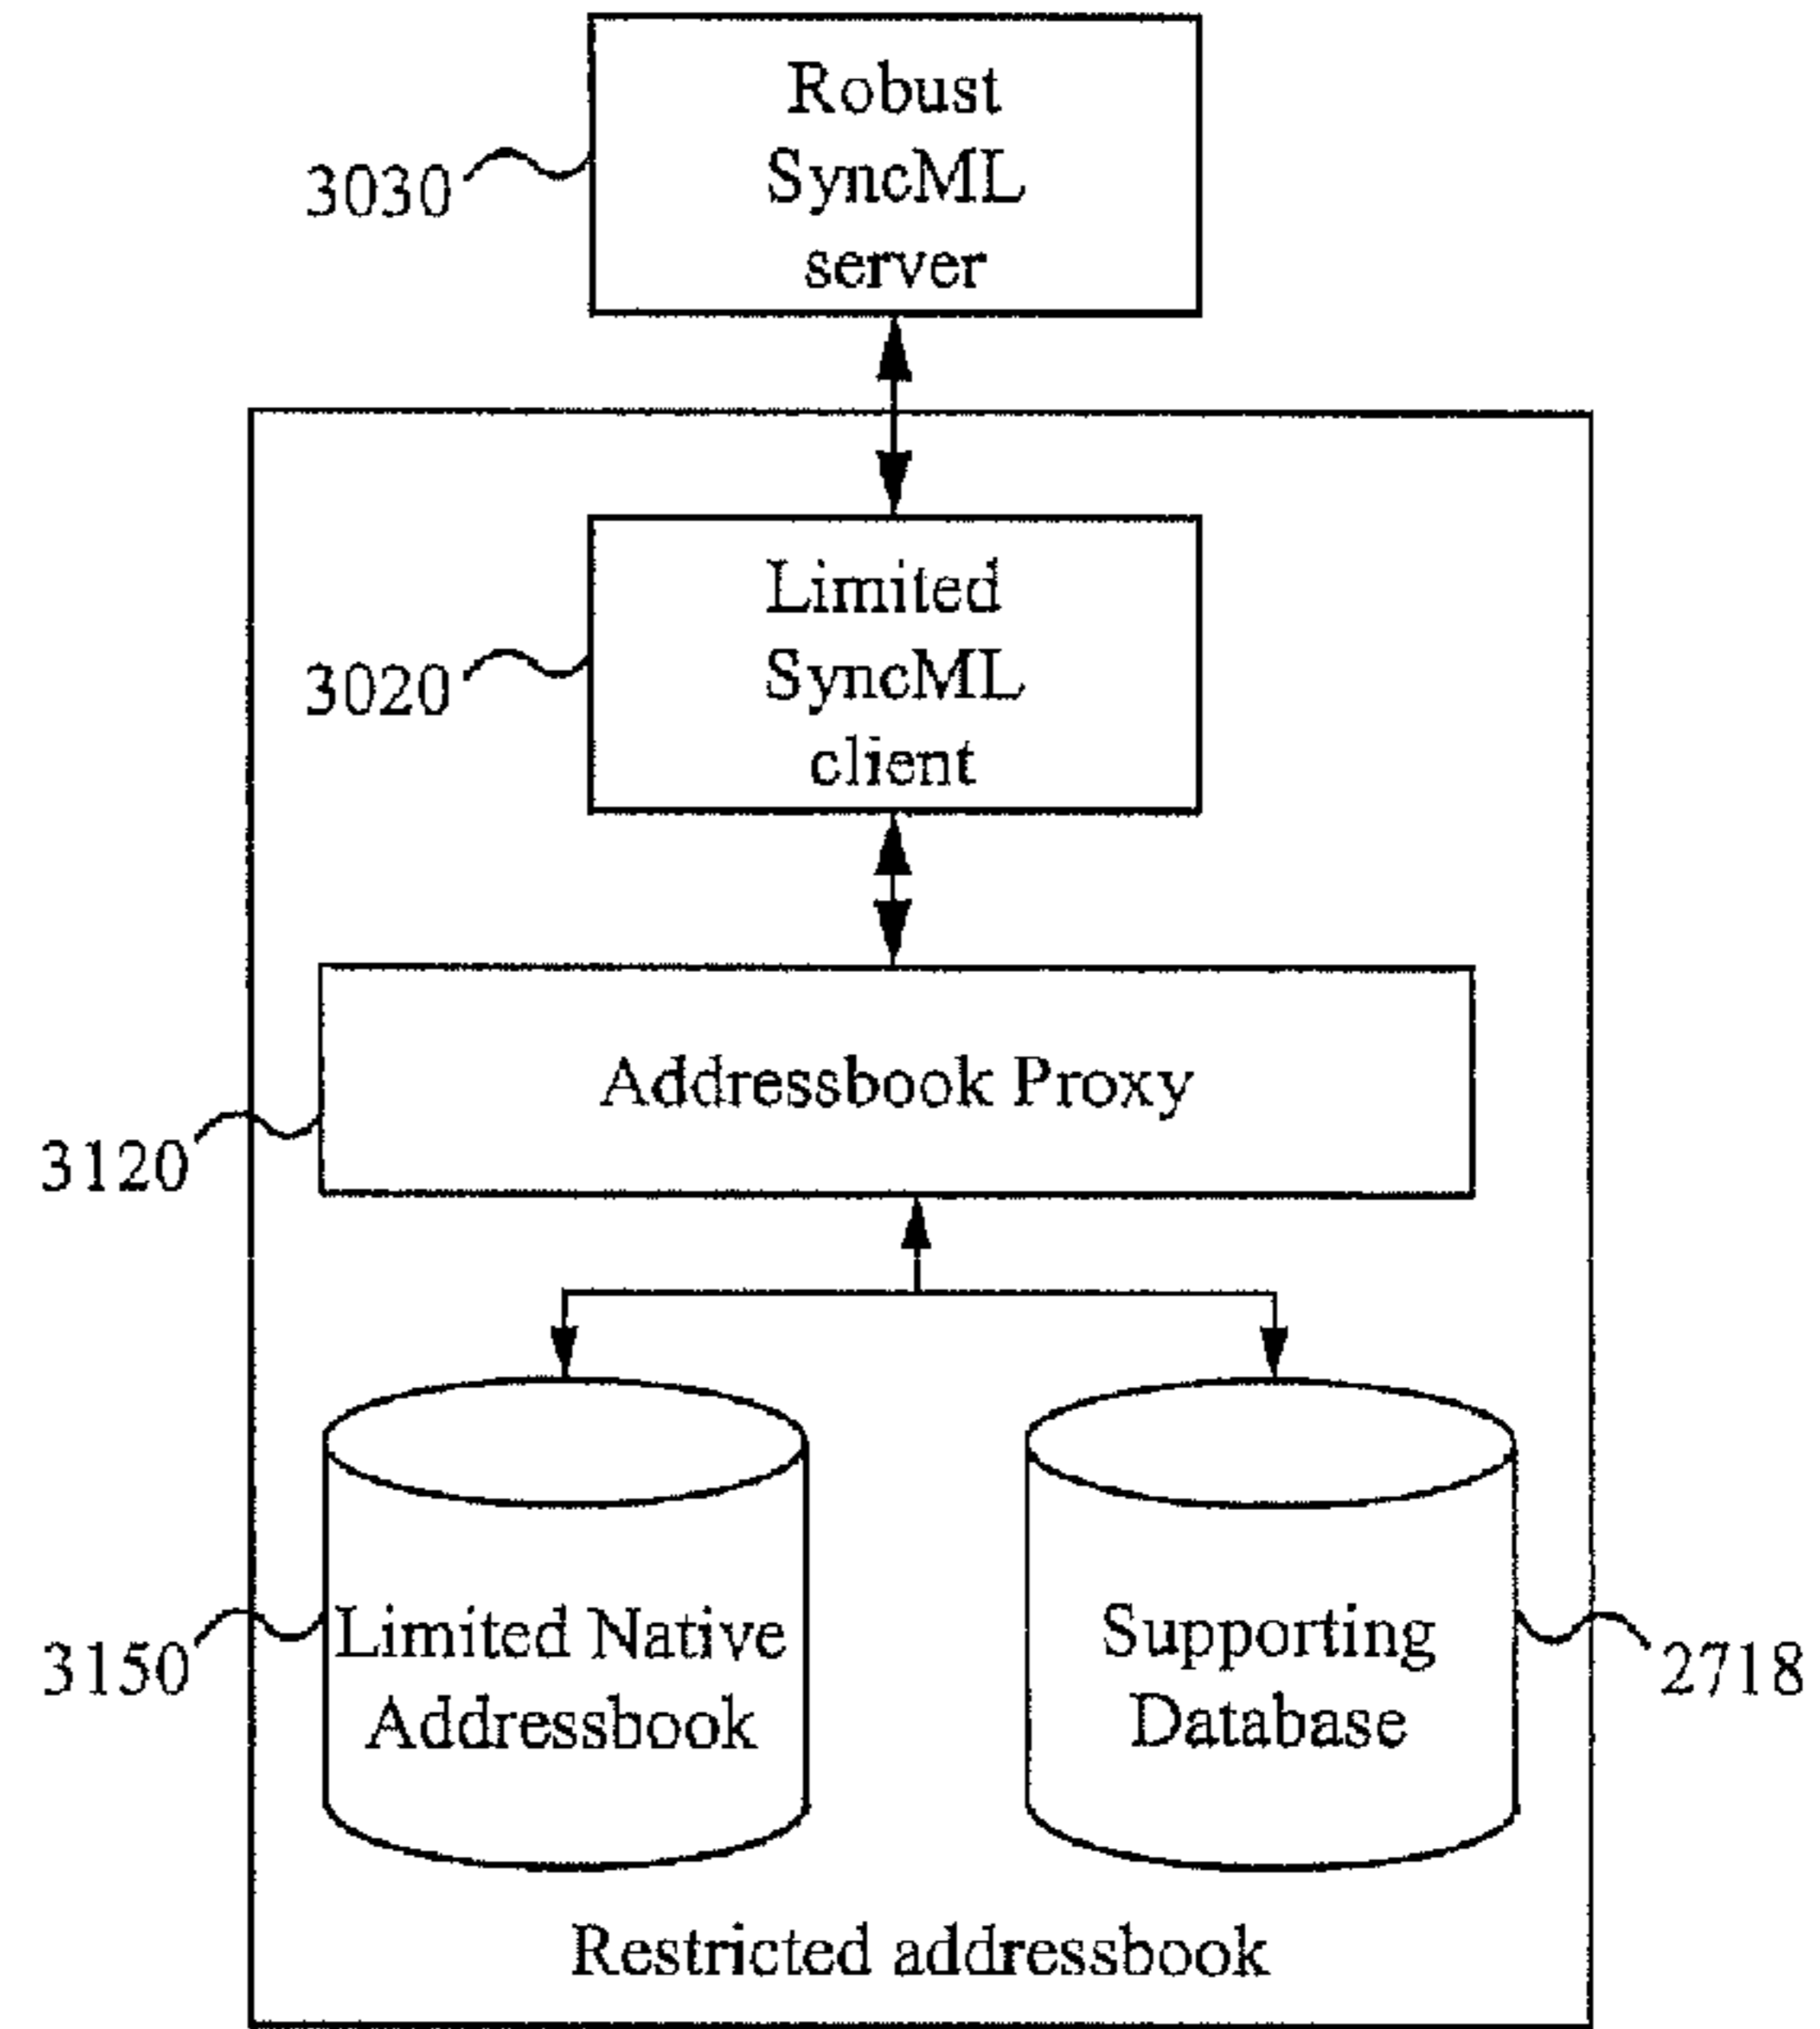 Robust
SyncML
server
3030
Limited
SyncML
client
3020
Addressbook Proxy
3120
Limited Native
Addressbook
3150
Supporting
Database
2718
Restricted addressbook